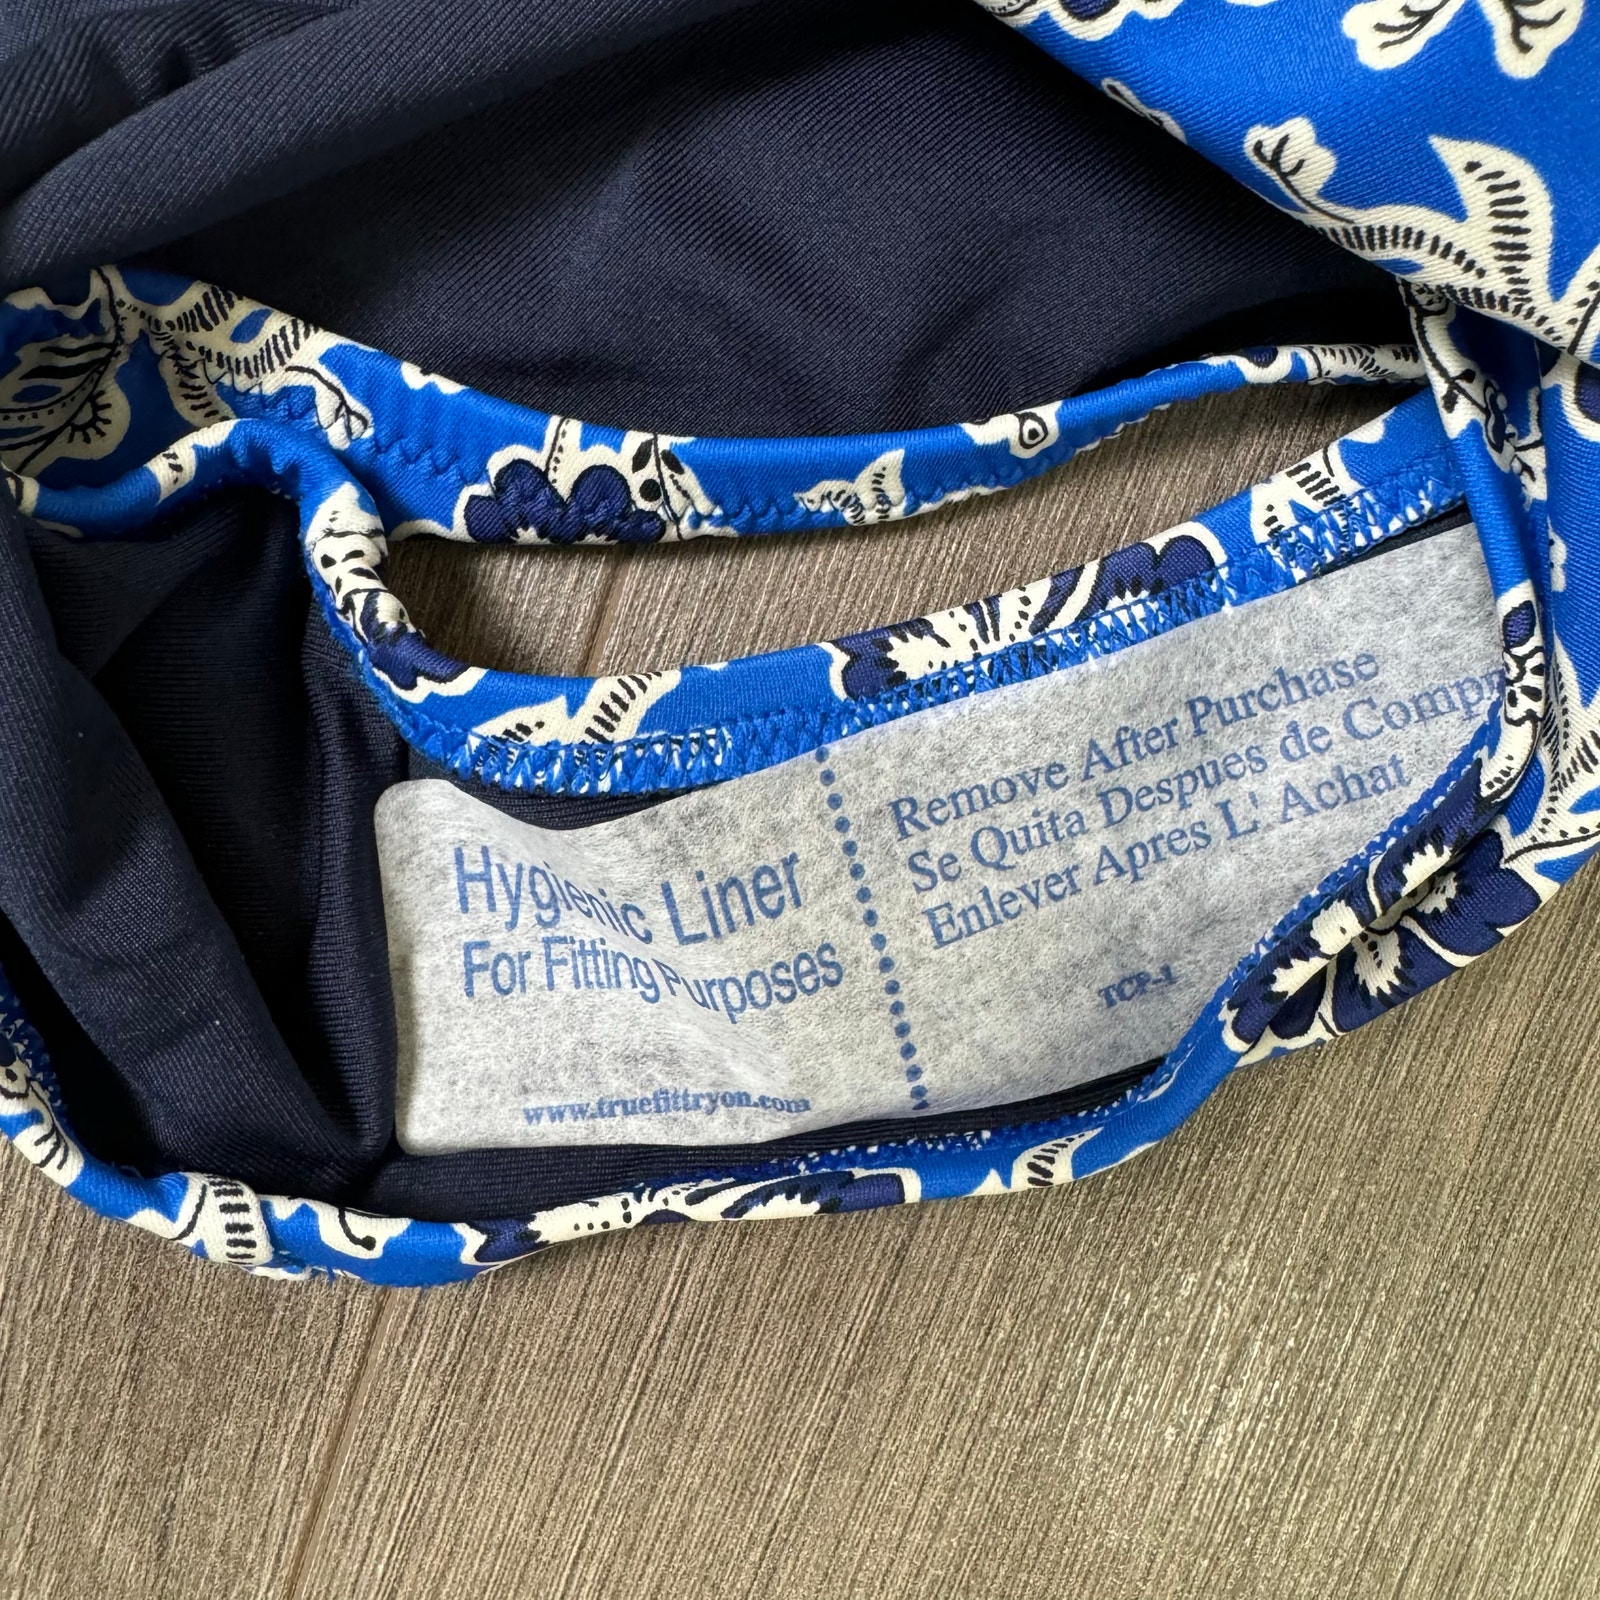 Hygienic Liner
For Fitting Purposes
www.truefittryon.com
Remove After Purchase
Se Quita Despues de
Enlever Apres L' Achat
TCP-1